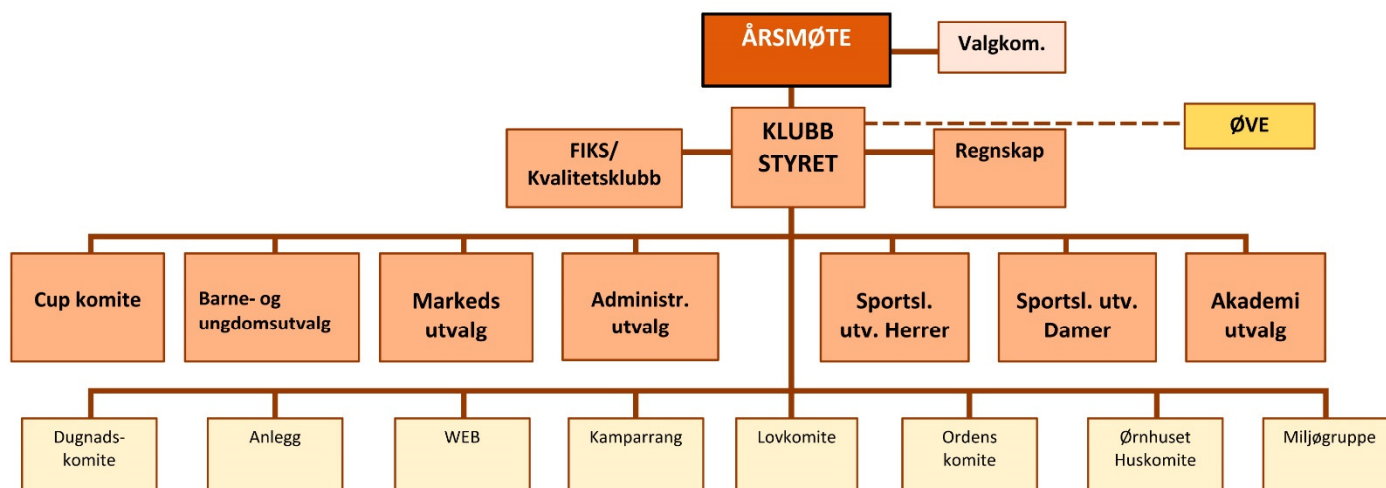 ÅRSMØTE
Valgkom.
KLUBB
STYRET
ØVE
FIKS/
Kvalitetsklubb
Regnskap
Cup komite
Barne- og
ungdomsutvalg
Markeds
utvalg
Administr.
utvalg
Sportsl.
utv. Herrer
Sportsl. utv.
Damer
Akademi
utvalg
Dugnads-
komite
Anlegg
WEB
Kamparrang
Lovkomite
Ordens
komite
Ørnhuset
Huskomite
Miljøgruppe